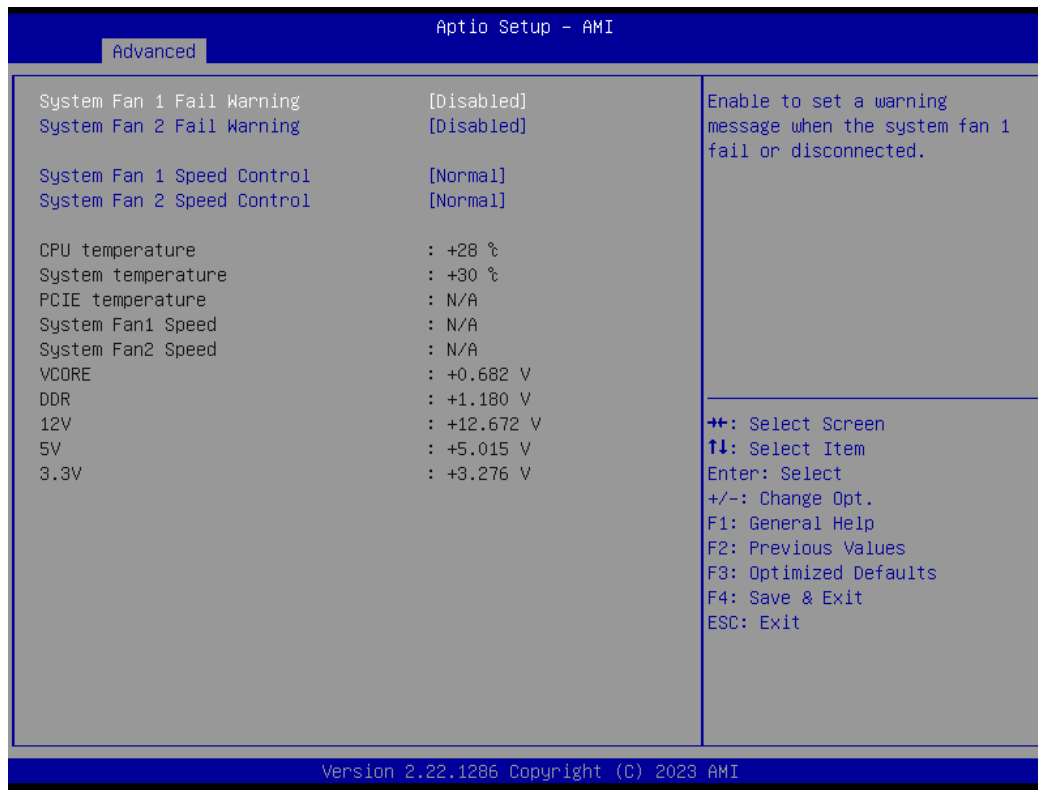 Aptio Setup – AMI
Advanced
System Fan 1 Fail Warning [Disabled]
System Fan 2 Fail Warning [Disabled]
System Fan 1 Speed Control [Normal]
System Fan 2 Speed Control [Normal]
CPU temperature : +28 ℃
System temperature : +30 ℃
PCIE temperature : N/A
System Fan1 Speed : N/A
System Fan2 Speed : N/A
VCORE : +0.682 V
DDR : +1.180 V
12V : +12.672 V
5V : +5.015 V
3.3V : +3.276 V
Enable to set a warning
message when the system fan 1
fail or disconnected.
→←: Select Screen
↑↓: Select Item
Enter: Select
+/-: Change Opt.
F1: General Help
F2: Previous Values
F3: Optimized Defaults
F4: Save & Exit
ESC: Exit
Version 2.22.1286 Copyright (C) 2023 AMI